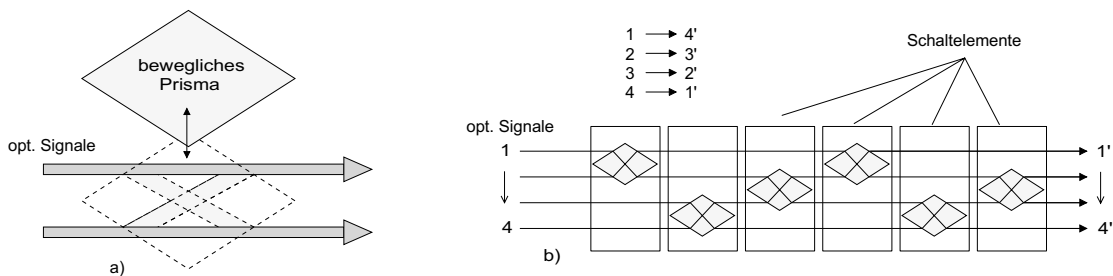 bewegliches
Prisma
opt. Signale
a)
1 4'
2 3'
3 2'
4 1'
Schaltelemente
opt. Signale
1 1'
4 4'
b)